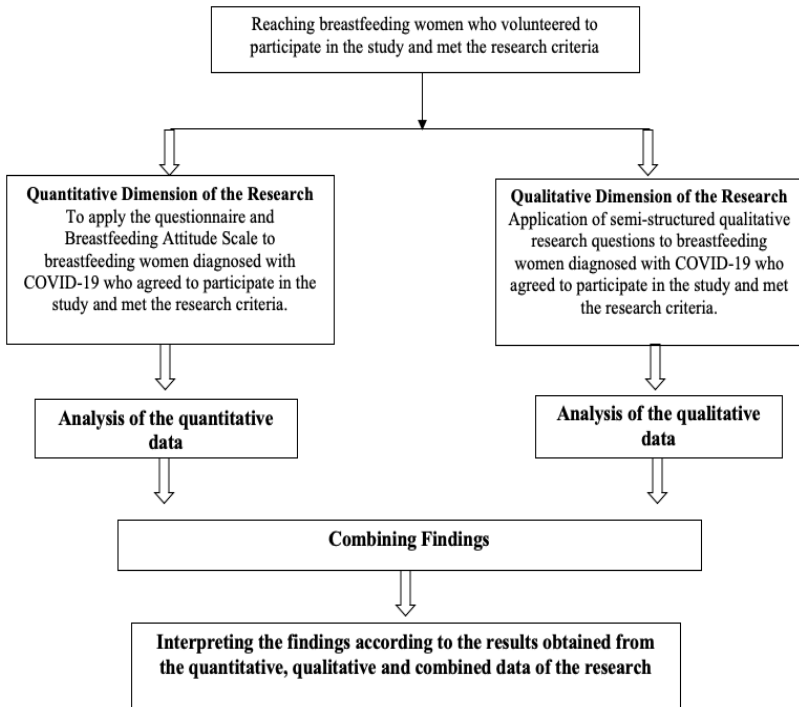 Reaching breastfeeding women who volunteered to
participate in the study and met the research criteria
Quantitative Dimension of the Research
To apply the questionnaire and
Breastfeeding Attitude Scale to
breastfeeding women diagnosed with
COVID-19 who agreed to participate in the
study and met the research criteria.
Qualitative Dimension of the Research
Application of semi-structured qualitative
research questions to breastfeeding
women diagnosed with COVID-19 who
agreed to participate in the study and met
the research criteria.
Analysis of the quantitative
data
Analysis of the qualitative
data
Combining Findings
Interpreting the findings according to the results obtained from
the quantitative, qualitative and combined data of the research